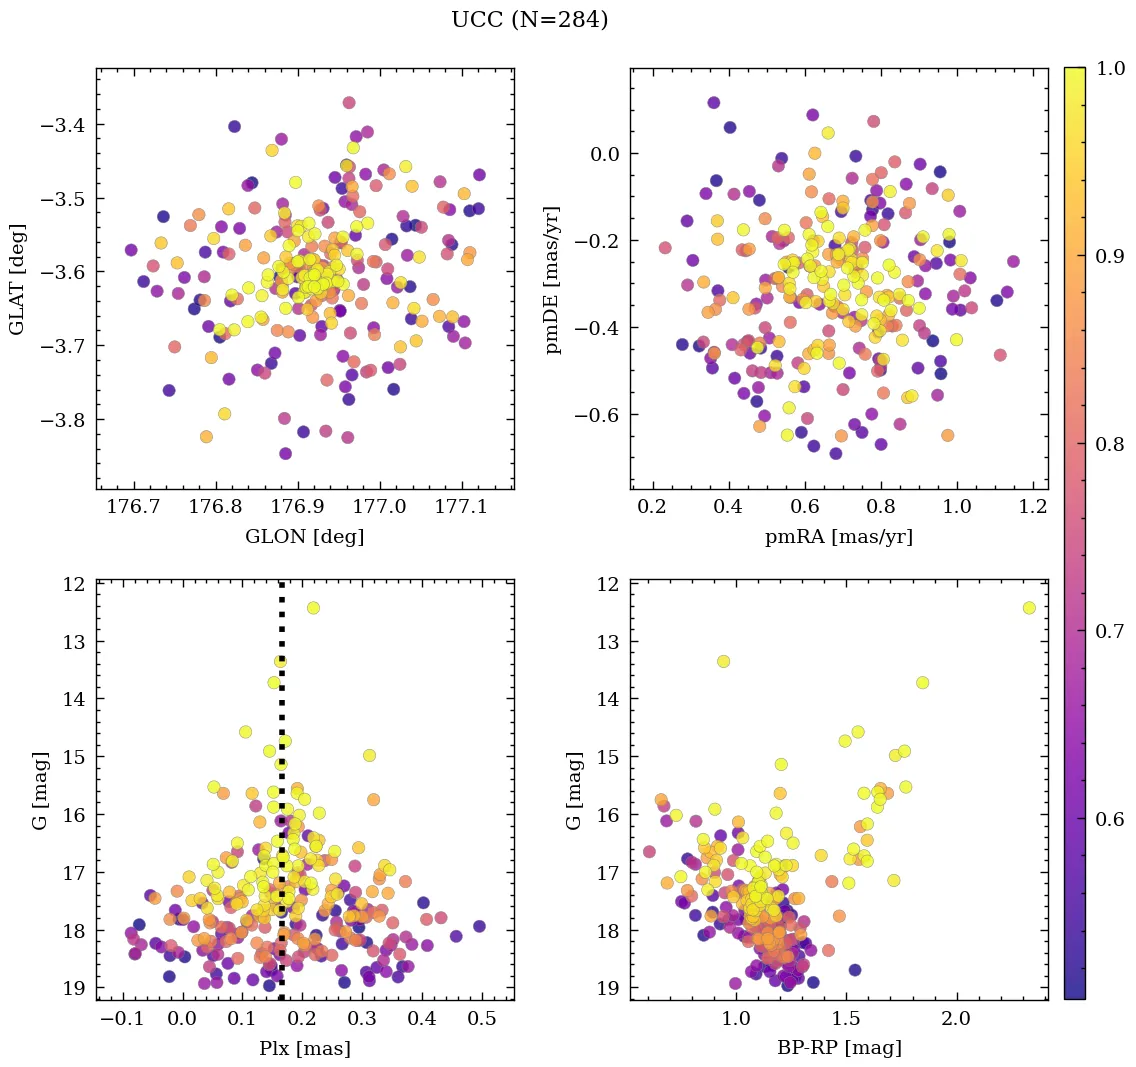 UCC (N=284)
−3.4
−3.5
−3.6
−3.7
−3.8
GLAT [deg]
176.7 176.8 176.9 177.0 177.1
GLON [deg]
0.0
−0.2
−0.4
−0.6
pmDE [mas/yr]
0.2 0.4 0.6 0.8 1.0 1.2
pmRA [mas/yr]
1.0
0.9
0.8
0.7
0.6
12
13
14
15
16
17
18
19
G [mag]
−0.1 0.0 0.1 0.2 0.3 0.4 0.5
Plx [mas]
12
13
14
15
16
17
18
19
G [mag]
1.0 1.5 2.0
BP-RP [mag]